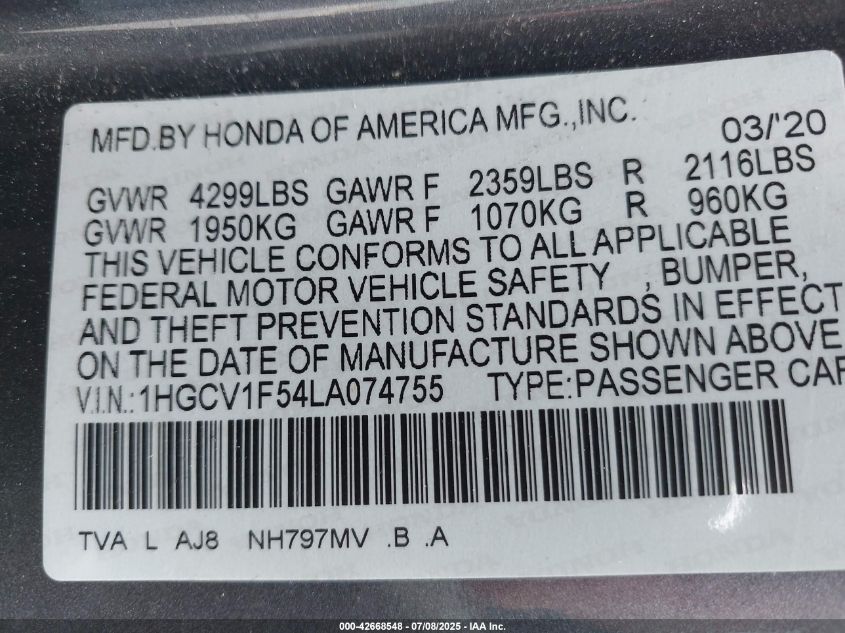 MFD.BY HONDA OF AMERICA MFG.,INC. 03/'20
GVWR 4299LBS GAWR F 2359LBS R 2116LBS
GVWR 1950KG GAWR F 1070KG R 960KG
THIS VEHICLE CONFORMS TO ALL APPLICABLE
FEDERAL MOTOR VEHICLE SAFETY , BUMPER,
AND THEFT PREVENTION STANDARDS IN EFFECT
ON THE DATE OF MANUFACTURE SHOWN ABOVE
V.I.N.:1HGCV1F54LA074755 TYPE:PASSENGER CAR
TVA L AJ8 NH797MV .B .A
000-42668548 - 07/08/2025 - IAA Inc.